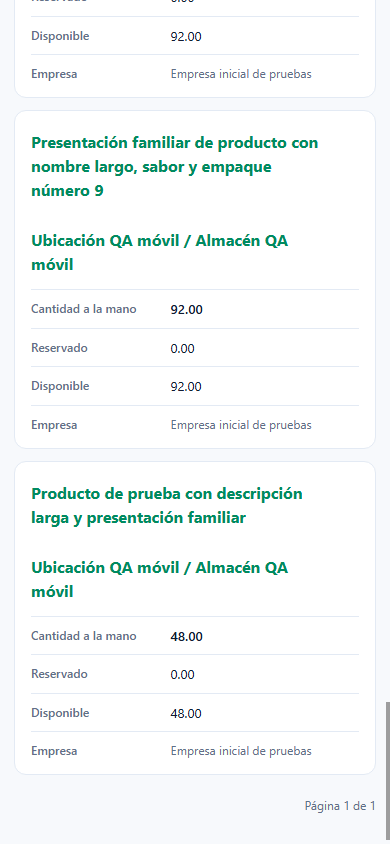 Disponible 92.00
Empresa Empresa inicial de pruebas
Presentación familiar de producto con
nombre largo, sabor y empaque
número 9
Ubicación QA móvil / Almacén QA
móvil
Cantidad a la mano 92.00
Reservado 0.00
Disponible 92.00
Empresa Empresa inicial de pruebas
Producto de prueba con descripción
larga y presentación familiar
Ubicación QA móvil / Almacén QA
móvil
Cantidad a la mano 48.00
Reservado 0.00
Disponible 48.00
Empresa Empresa inicial de pruebas
Página 1 de 1